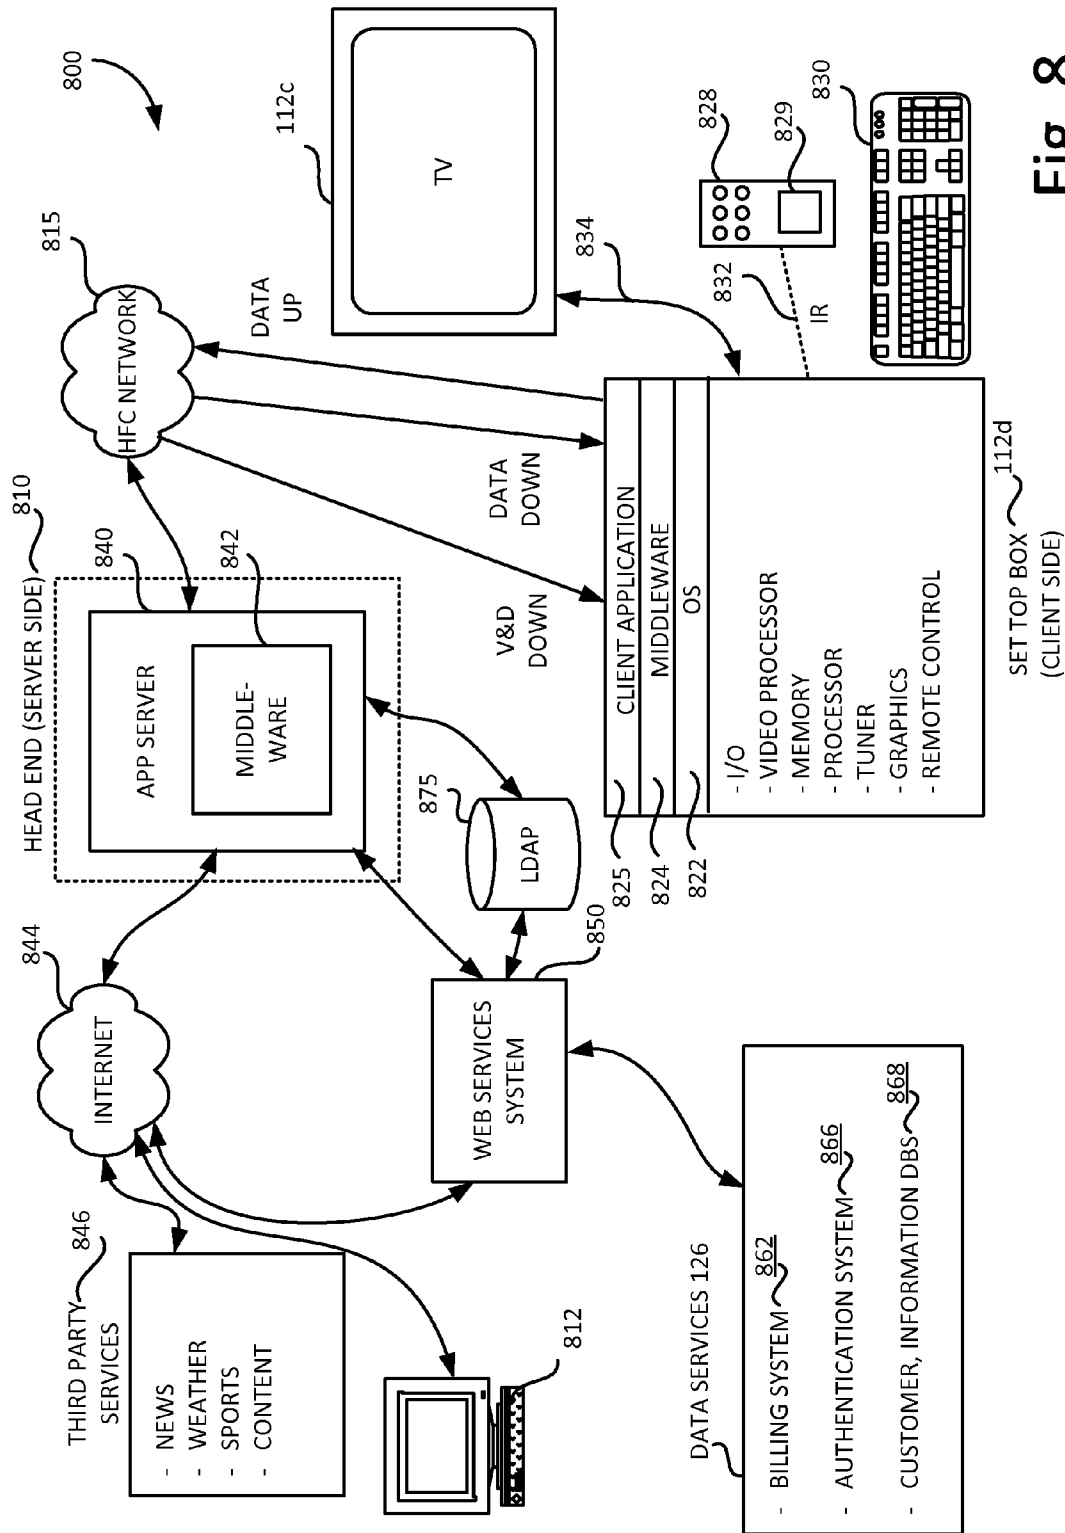 800
THIRD PARTY
SERVICES
846
- NEWS
- WEATHER
- SPORTS
- CONTENT
844
INTERNET
HEAD END (SERVER SIDE)
810
840
APP SERVER
842
MIDDLE-
WARE
815
HFC NETWORK
112c
TV
812
WEB SERVICES
SYSTEM
850
875
LDAP
V&D
DOWN
DATA
DOWN
DATA
UP
834
828
829
832
IR
830
DATA SERVICES 126
- BILLING SYSTEM 862
- AUTHENTICATION SYSTEM 866
- CUSTOMER, INFORMATION DBS 868
825
CLIENT APPLICATION
824
MIDDLEWARE
822
OS
- I/O
- VIDEO PROCESSOR
- MEMORY
- PROCESSOR
- TUNER
- GRAPHICS
- REMOTE CONTROL
SET TOP BOX 112d
(CLIENT SIDE)
Fig. 8